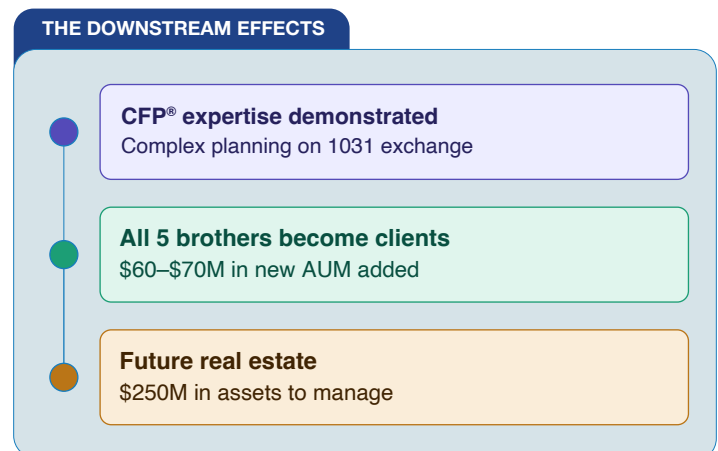 THE DOWNSTREAM EFFECTS
CFP® expertise demonstrated
Complex planning on 1031 exchange
All 5 brothers become clients
$60–$70M in new AUM added
Future real estate
$250M in assets to manage